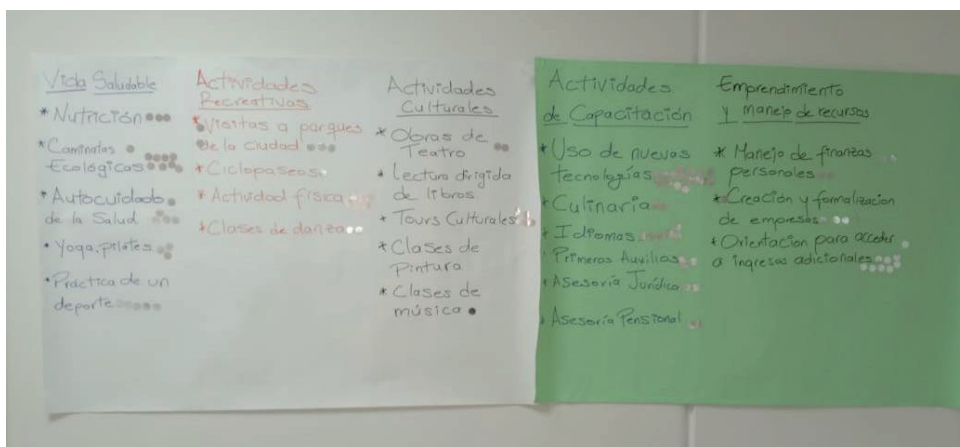 Vida Saludable
* Nutrición
* Caminatas
Ecológicas
* Autocuidado
de la Salud
* Yoga, pilates
* Práctica de un
deporte
Actividades
Recreativas
* Visitas a parques
de la ciudad
* Ciclopaseos
* Actividad física
* Clases de danza
Actividades
Culturales
* Obras de
Teatro
* Lectura dirigida
de libros
* Tours Culturales
* Clases de
Pintura
* Clases de
música
Actividades
de Capacitación
* Uso de nuevas
tecnologías
* Culinaria
* Idiomas
* Primeros Auxilios
* Asesoría Jurídica
* Asesoría Pensional
Emprendimiento
y manejo de recursos
* Manejo de finanzas
personales
* Creación y formalizacion
de empresas
* Orientacion para acceder
a ingresos adicionales